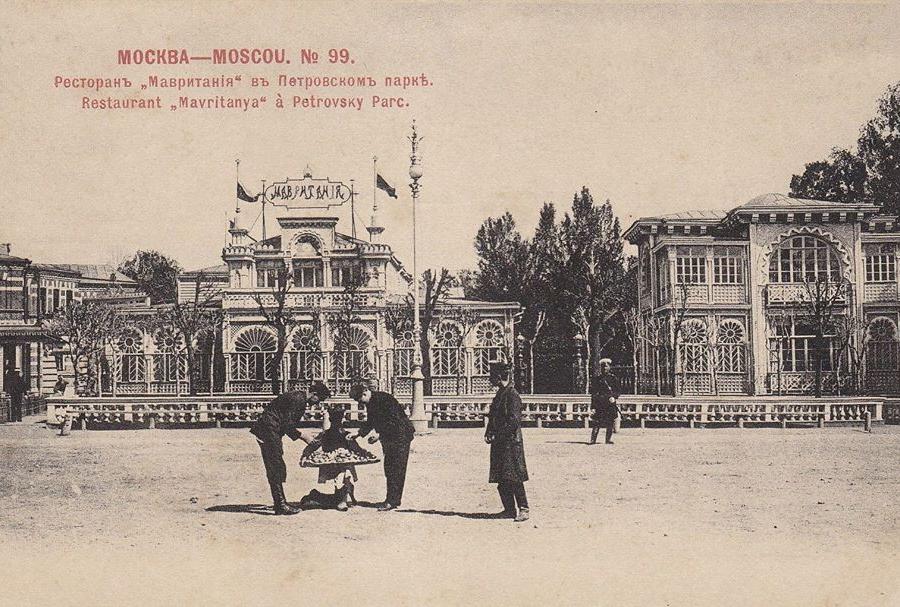 МОСКВА—MOSCOU. № 99.
Ресторанъ „Мавританія“ въ Петровскомъ паркѣ.
Restaurant „Mavritanya“ à Petrovsky Parc.
МАВРИТАНІЯ